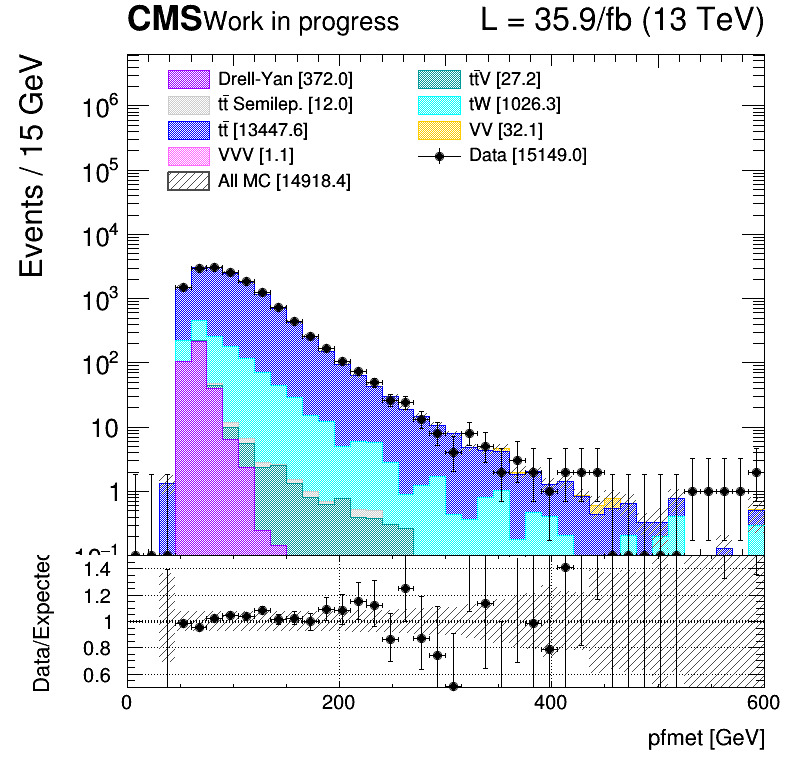 CMS Work in progress L = 35.9/fb (13 TeV)
Events / 15 GeV
Drell-Yan [372.0] tt̄V [27.2]
tt̄ Semilep. [12.0] tW [1026.3]
tt̄ [13447.6] VV [32.1]
VVV [1.1] Data [15149.0]
All MC [14918.4]
10⁶
10⁵
10⁴
10³
10²
10
1
10⁻¹
Data/Expected
1.4
1.2
1
0.8
0.6
0 200 400 600
pfmet [GeV]